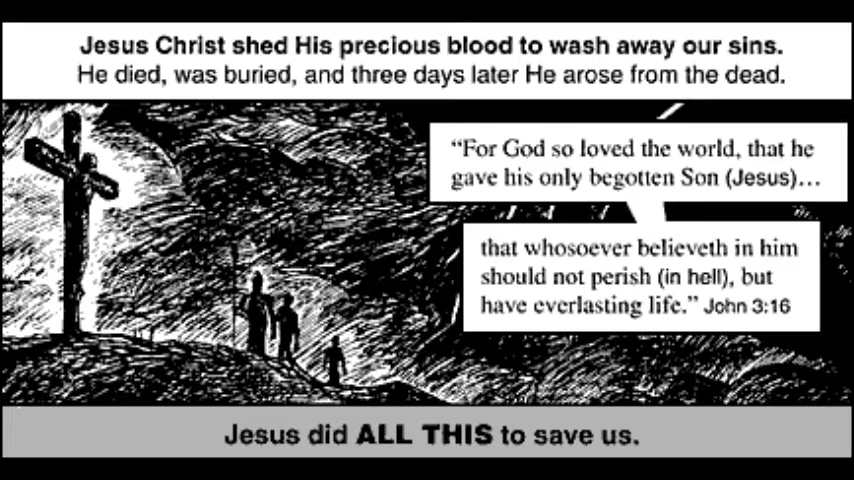 Jesus Christ shed His precious blood to wash away our sins.
He died, was buried, and three days later He arose from the dead.
“For God so loved the world, that he
gave his only begotten Son (Jesus)…
that whosoever believeth in him
should not perish (in hell), but
have everlasting life.” John 3:16
Jesus did ALL THIS to save us.